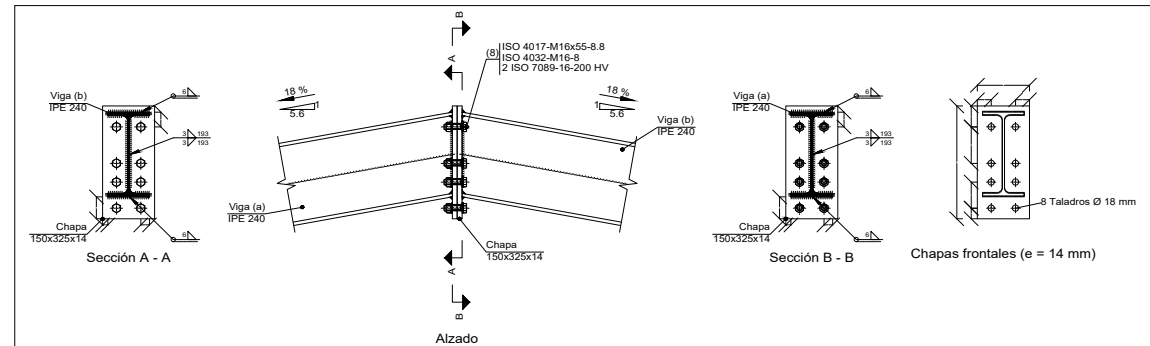 Viga (b)
IPE 240
6
3
3
193
193
6
Chapa
150x325x14
Sección A - A
B
A
(8)
ISO 4017-M16x55-8.8
ISO 4032-M16-8
2 ISO 7089-16-200 HV
18 %
1
5.6
18 %
1
5.6
Viga (b)
IPE 240
Viga (a)
IPE 240
Chapa
150x325x14
A
B
Alzado
Viga (a)
IPE 240
6
3
3
193
193
6
Chapa
150x325x14
Sección B - B
8 Taladros Ø 18 mm
Chapas frontales (e = 14 mm)